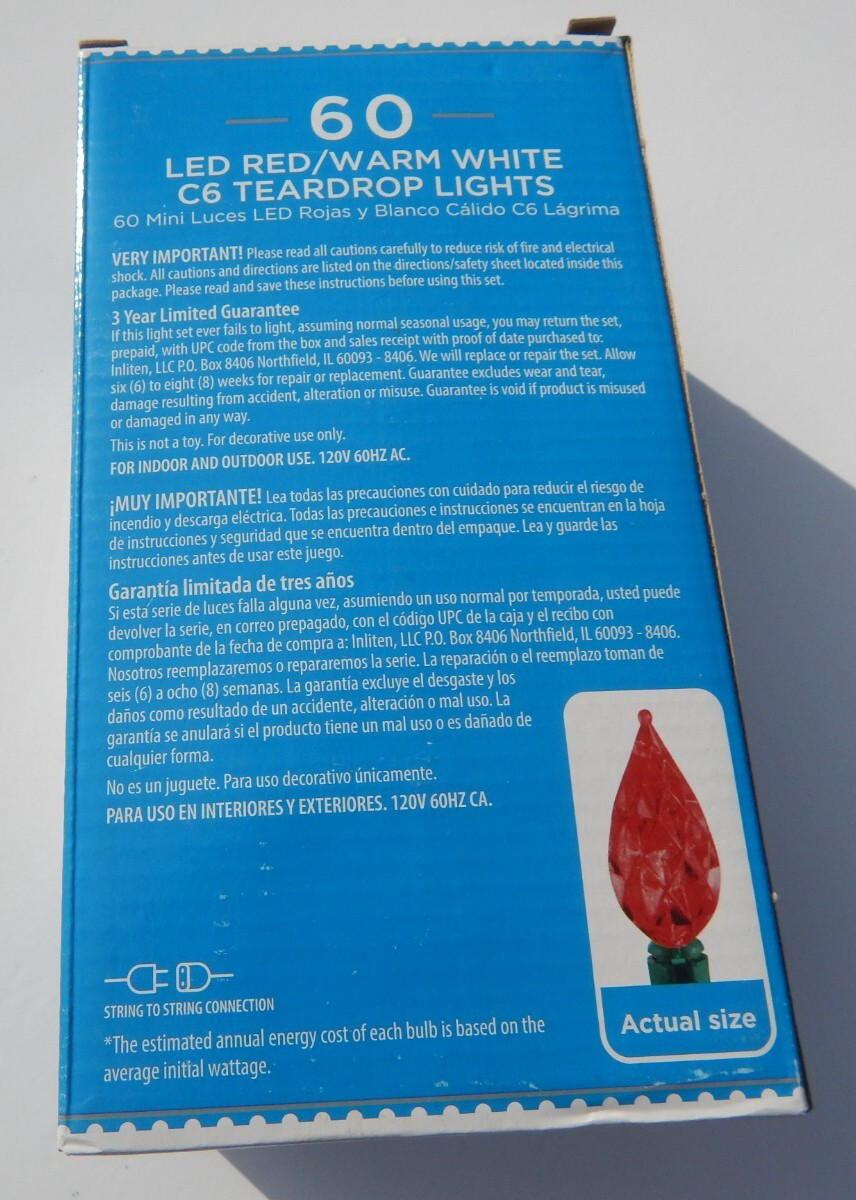 60
LED RED/WARM WHITE
C6 TEARDROP LIGHTS
60 Mini Luces LED Rojas y Blanco Cálido C6 Lágrima
VERY IMPORTANT! Please read all cautions carefully to reduce risk of fire and electrical
shock. All cautions and directions are listed on the directions/safety sheet located inside this
package. Please read and save these instructions before using this set.
3 Year Limited Guarantee
If this light set ever fails to light, assuming normal seasonal usage, you may return the set,
prepaid, with UPC code from the box and sales receipt with proof of date purchased to:
Inliten, LLC P.O. Box 8406 Northfield, IL 60093 - 8406. We will replace or repair the set. Allow
six (6) to eight (8) weeks for repair or replacement. Guarantee excludes wear and tear,
damage resulting from accident, alteration or misuse. Guarantee is void if product is misused
or damaged in any way.
This is not a toy. For decorative use only.
FOR INDOOR AND OUTDOOR USE. 120V 60HZ AC.
¡MUY IMPORTANTE! Lea todas las precauciones con cuidado para reducir el riesgo de
incendio y descarga eléctrica. Todas las precauciones e instrucciones se encuentran en la hoja
de instrucciones y seguridad que se encuentra dentro del empaque. Lea y guarde las
instrucciones antes de usar este juego.
Garantía limitada de tres años
Si esta serie de luces falla alguna vez, asumiendo un uso normal por temporada, usted puede
devolver la serie, en correo prepagado, con el código UPC de la caja y el recibo con
comprobante de la fecha de compra a: Inliten, LLC P.O. Box 8406 Northfield, IL 60093 - 8406.
Nosotros reemplazaremos o repararemos la serie. La reparación o el reemplazo toman de
seis (6) a ocho (8) semanas. La garantía excluye el desgaste y los
daños como resultado de un accidente, alteración o mal uso. La
garantía se anulará si el producto tiene un mal uso o es dañado de
cualquier forma.
No es un juguete. Para uso decorativo únicamente.
PARA USO EN INTERIORES Y EXTERIORES. 120V 60HZ CA.
STRING TO STRING CONNECTION
*The estimated annual energy cost of each bulb is based on the
average initial wattage.
Actual size